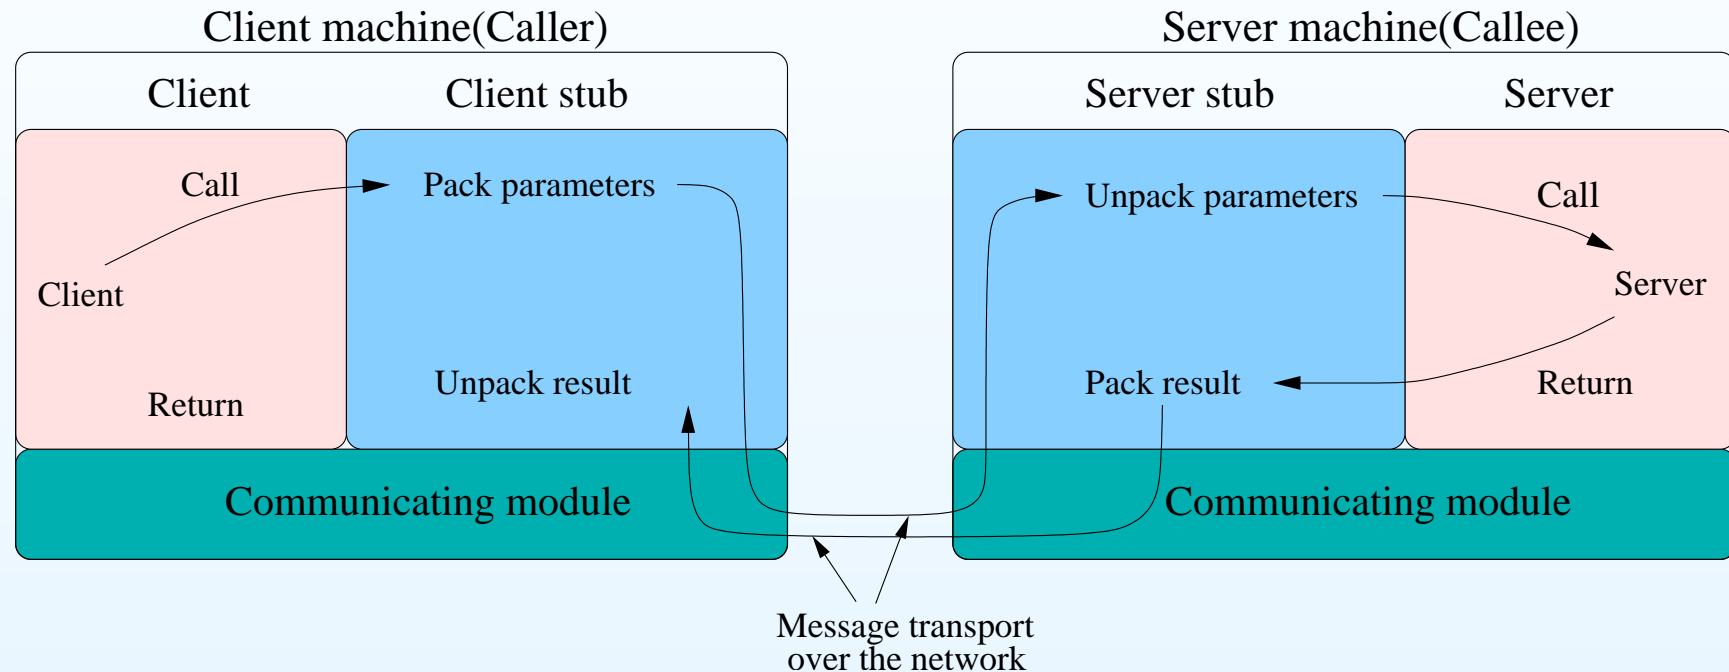 Client machine(Caller)
Server machine(Callee)
Client
Client stub
Server stub
Server
Call
Pack parameters
Unpack parameters
Call
Client
Server
Return
Unpack result
Pack result
Return
Communicating module
Communicating module
Message transport
over the network